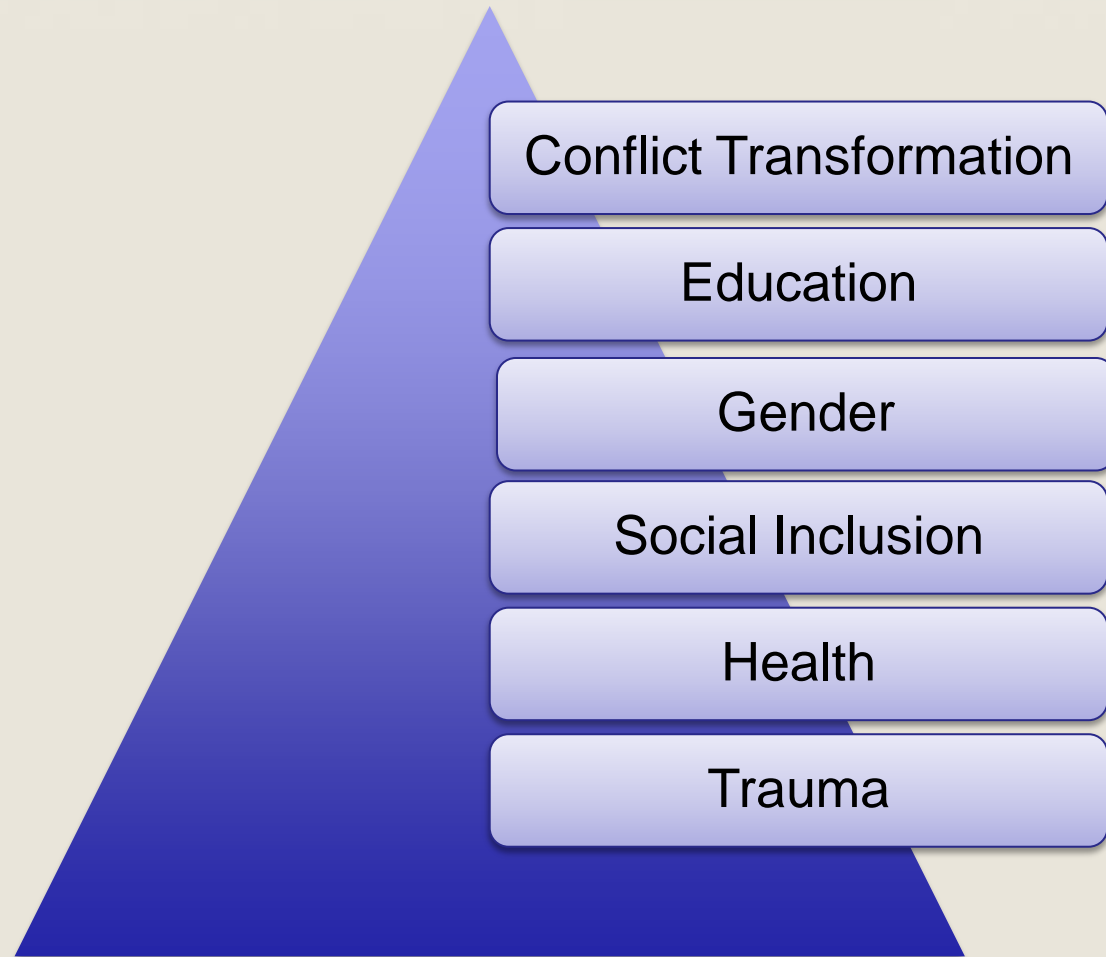 Conflict Transformation
Education
Gender
Social Inclusion
Health
Trauma